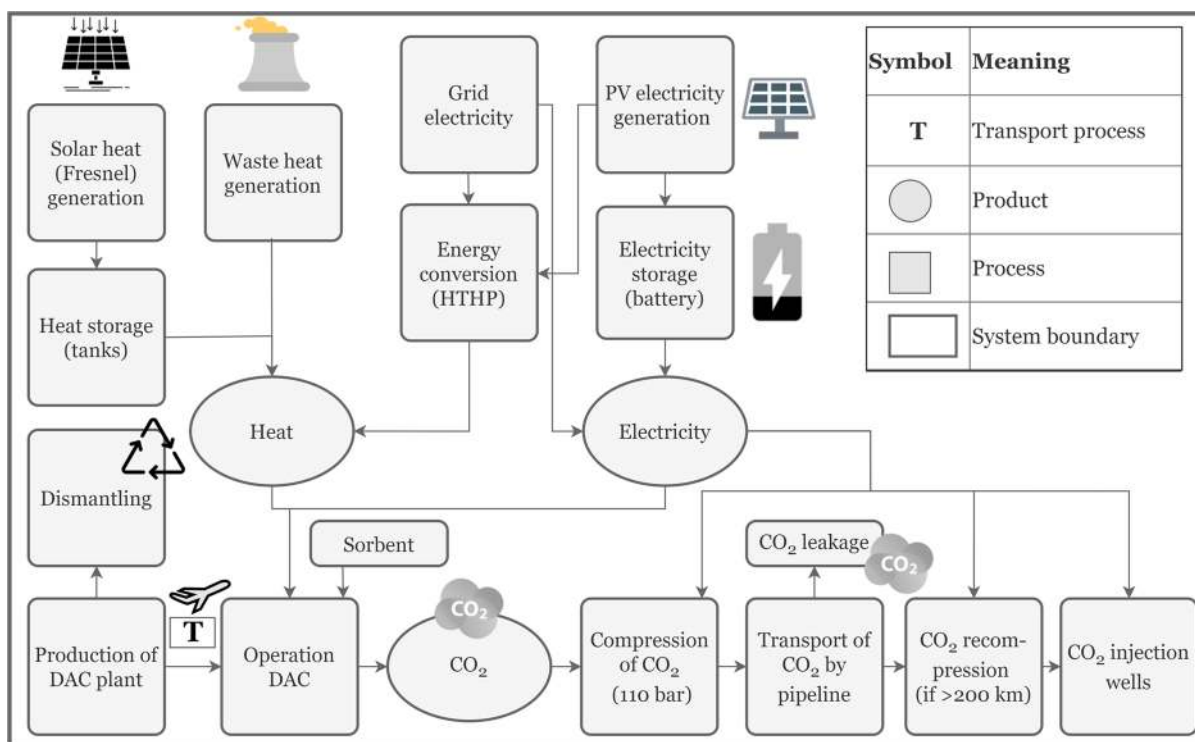 Solar heat
(Fresnel)
generation
Waste heat
generation
Grid
electricity
PV electricity
generation
Symbol Meaning
T Transport process
Product
Process
System boundary
Heat storage
(tanks)
Energy
conversion
(HTHP)
Electricity
storage
(battery)
Heat
Electricity
Dismantling
Sorbent
CO₂ leakage
CO₂
Production of
DAC plant
T
Operation
DAC
CO₂
CO₂
Compression
of CO₂
(110 bar)
Transport of
CO₂ by
pipeline
CO₂ recom-
pression
(if >200 km)
CO₂ injection
wells